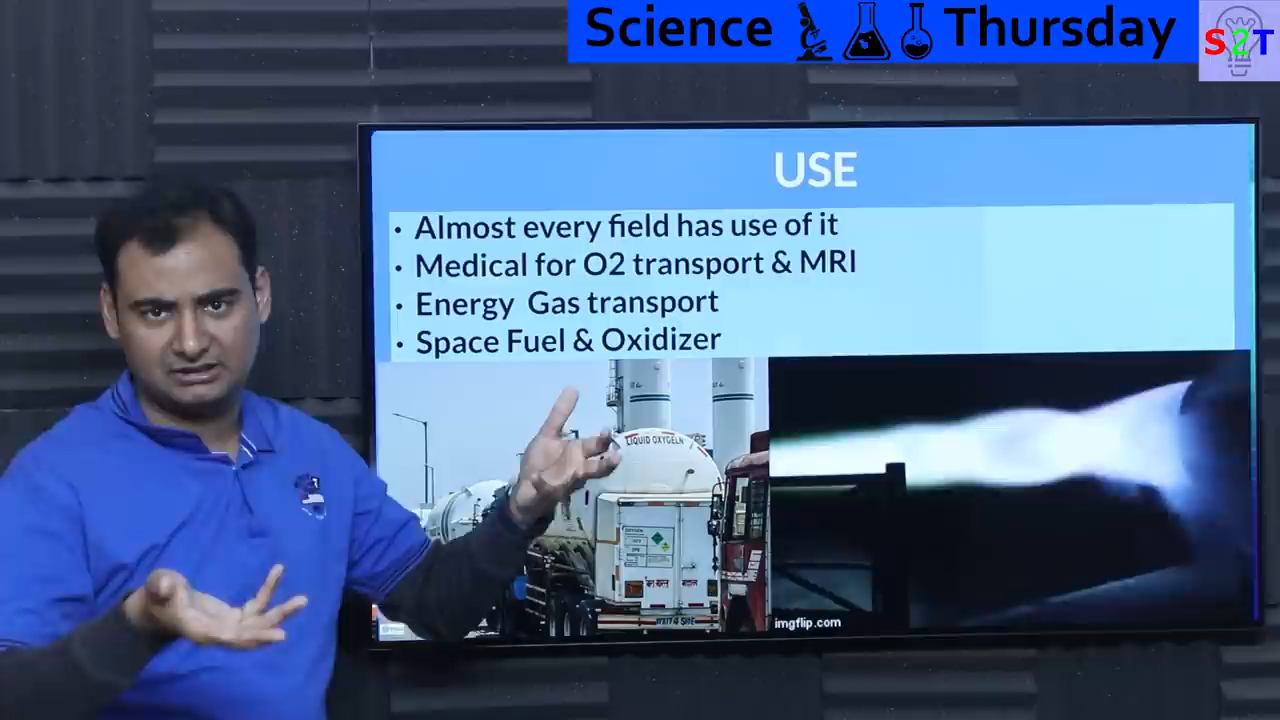 Science Thursday
S2T
USE
• Almost every field has use of it
• Medical for O2 transport & MRI
• Energy Gas transport
• Space Fuel & Oxidizer
LIQUID OXYGEN
OXYGEN
imgflip.com